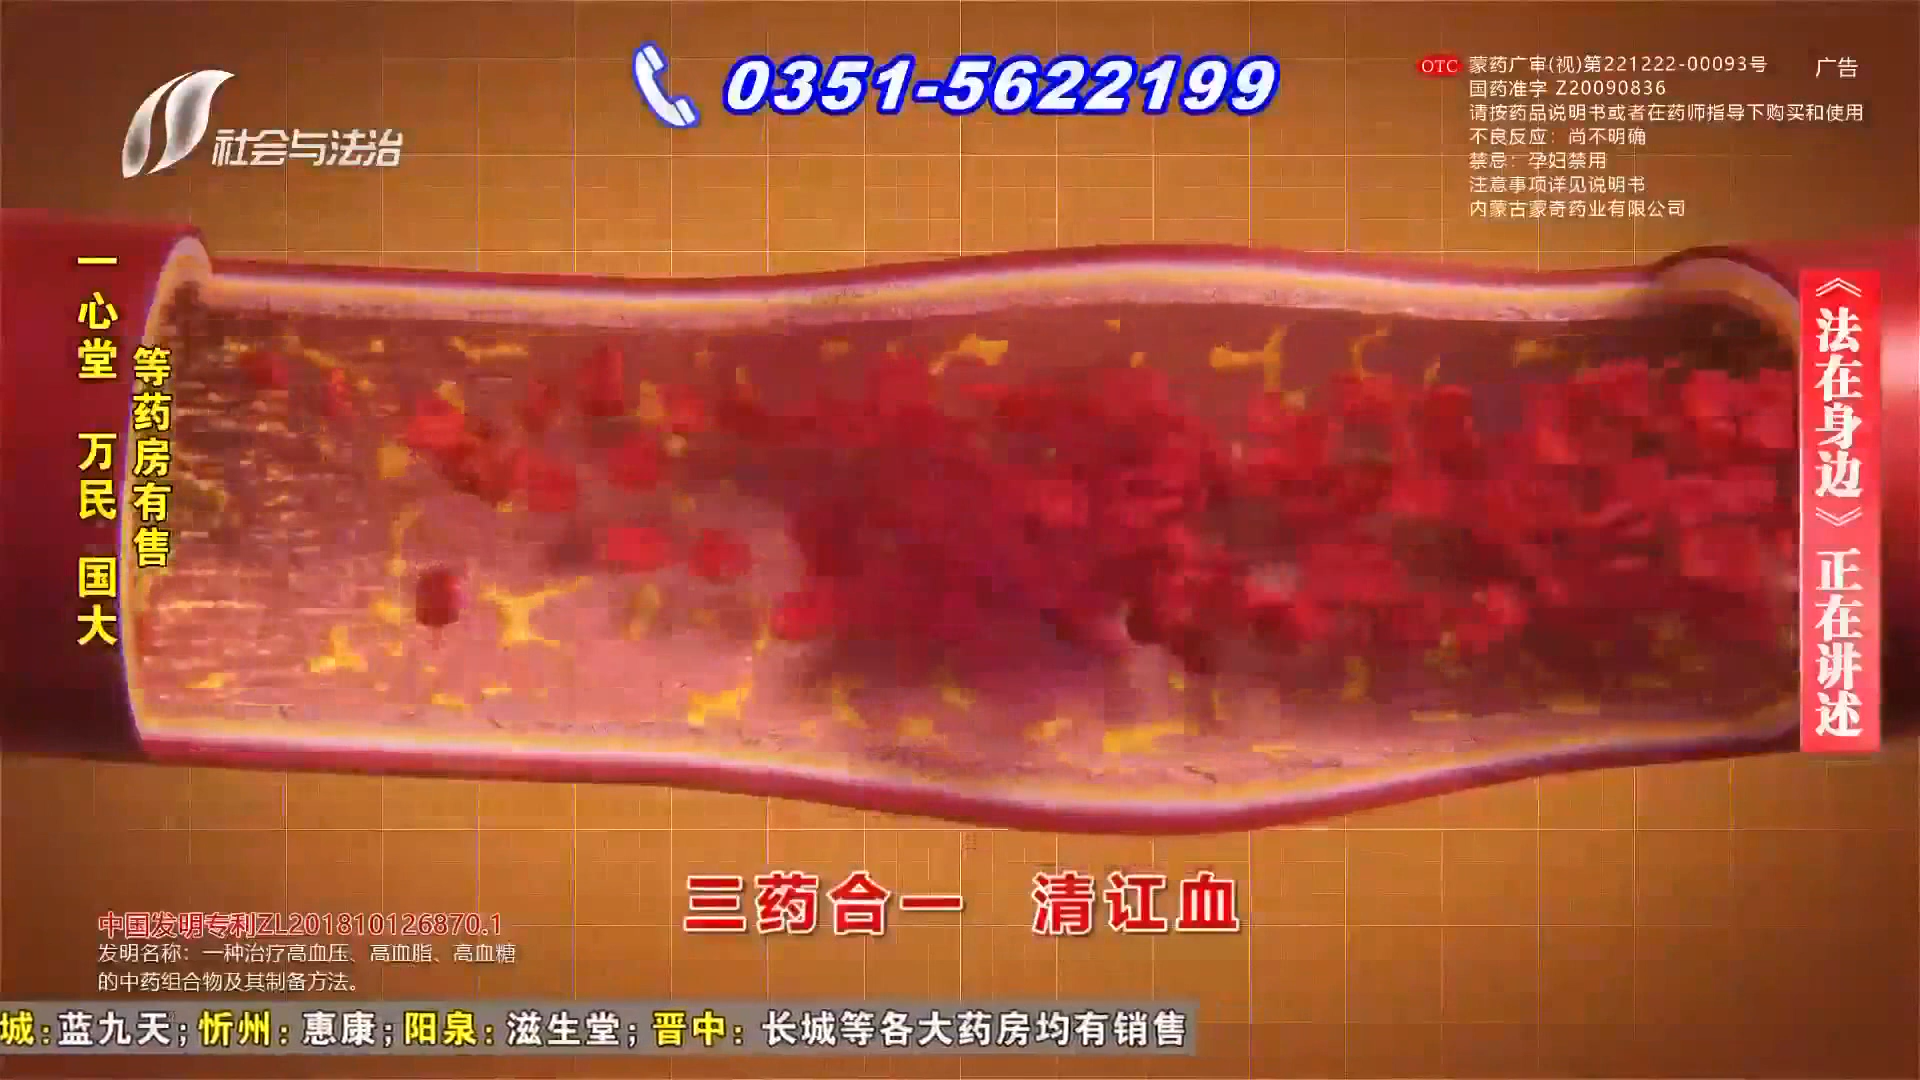 社会与法治
0351-5622199
OTC 蒙药广审(视)第221222-00093号
广告
国药准字 Z20090836
请按药品说明书或者在药师指导下购买和使用
不良反应：尚不明确
禁忌：孕妇禁用
注意事项详见说明书
内蒙古蒙奇药业有限公司
一心堂 万民 国大
等药房有售
《法在身边》正在讲述
三药合一 清讧血
中国发明专利ZL201810126870.1
发明名称：一种治疗高血压、高血脂、高血糖
的中药组合物及其制备方法。
城:蓝九天;忻州:惠康;阳泉:滋生堂;晋中:长城等各大药房均有销售